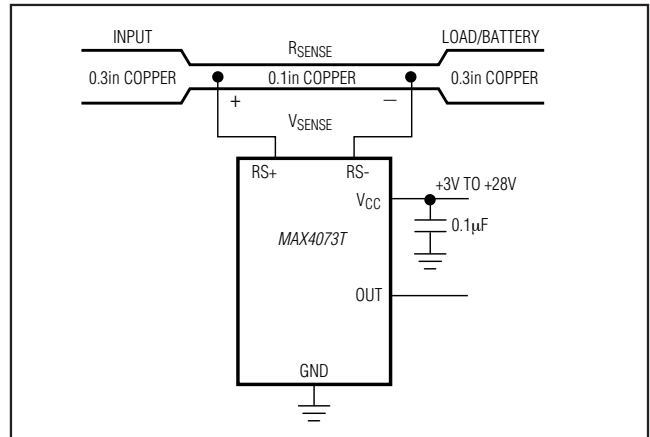 INPUT RSENSE LOAD/BATTERY
0.3in COPPER 0.1in COPPER 0.3in COPPER
+ −
VSENSE
RS+ RS-
VCC +3V TO +28V
MAX4073T 0.1µF
OUT
GND